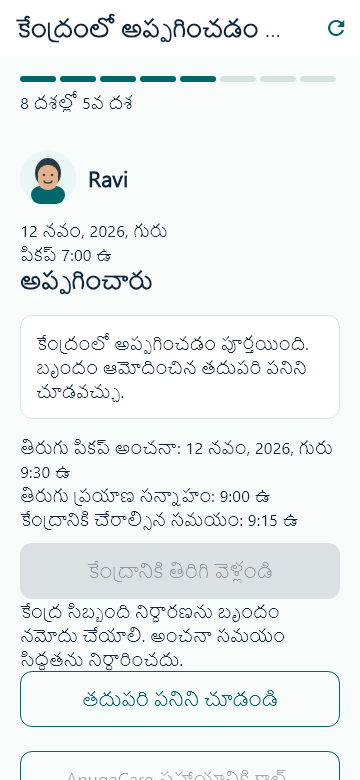 కేంద్రంలో అప్పగించడం ...
8 దశల్లో 5వ దశ
Ravi
12 నవం, 2026, గురు
పికప్ 7:00 ఉ
అప్పగించారు
కేంద్రంలో అప్పగించడం పూర్తయింది.
బృందం ఆమోదించిన తదుపరి పనిని
చూడవచ్చు.
తిరుగు పికప్ అంచనా: 12 నవం, 2026, గురు
9:30 ఉ
తిరుగు ప్రయాణ సన్నాహం: 9:00 ఉ
కేంద్రానికి చేరాల్సిన సమయం: 9:15 ఉ
కేంద్రానికి తిరిగి వెళ్లండి
కేంద్ర సిబ్బంది నిర్ధారణను బృందం
నమోదు చేయాలి. అంచనా సమయం
సిద్ధతను నిర్ధారించదు.
తదుపరి పనిని చూడండి
AnugaCare సహాయానికి కాల్